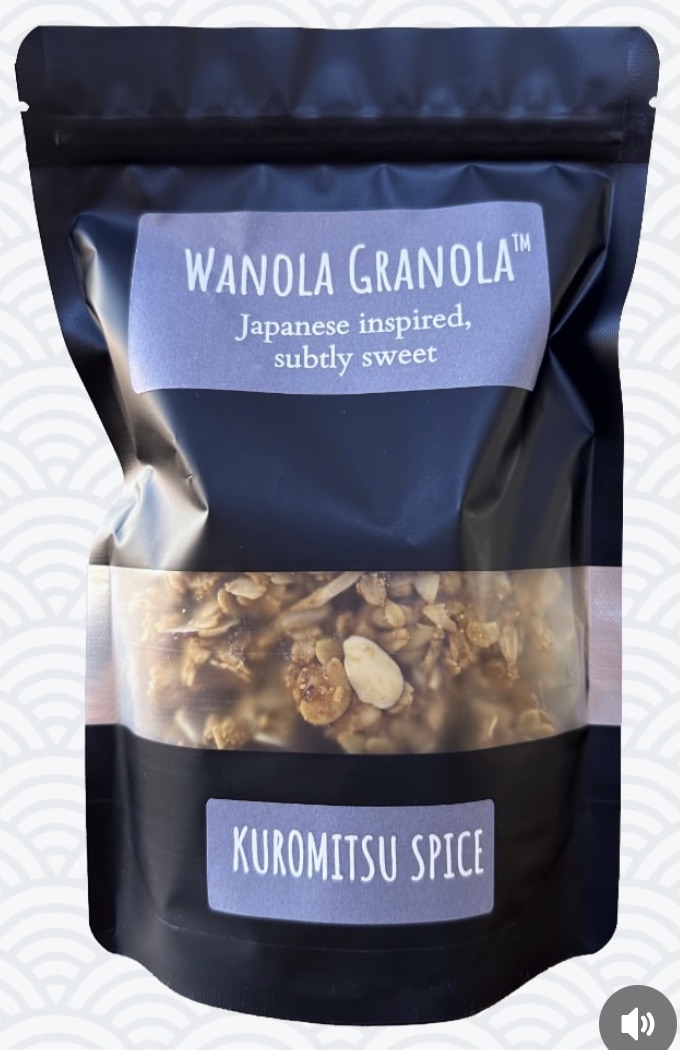 WANOLA GRANOLA™
Japanese inspired,
subtly sweet
KUROMITSU SPICE